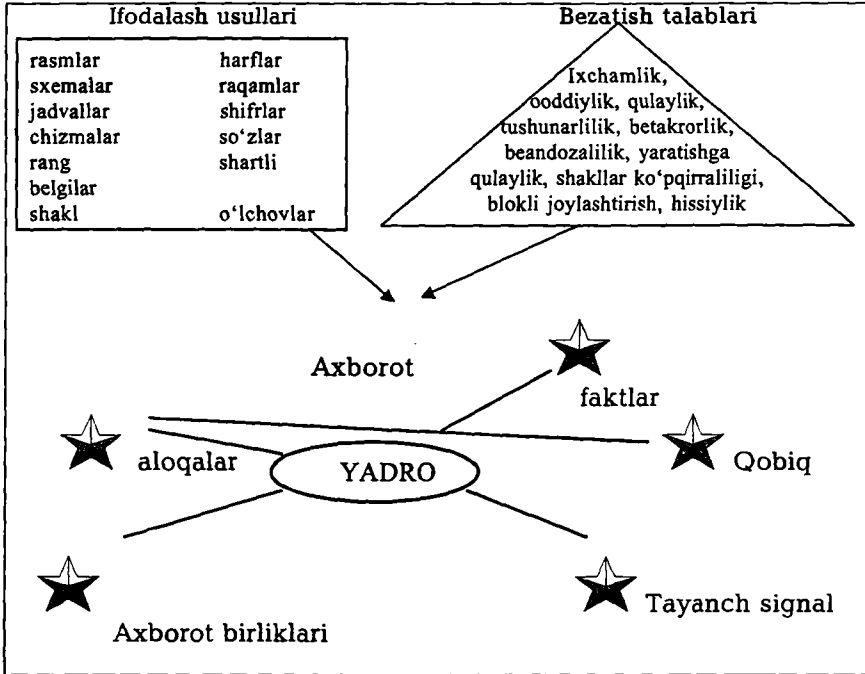 Ifodalash usullari
rasmlar harflar
sxemalar raqamlar
jadvallar shifrlar
chizmalar so‘zlar
rang shartli
belgilar
shakl o‘lchovlar
Bezatish talablari
Ixchamlik,
ooddiylik, qulaylik,
tushunarlilik, betakrorlik,
beandozalilik, yaratishga
qulaylik, shakllar ko‘pqirraliligi,
blokli joylashtirish, hissiylik
Axborot
faktlar
aloqalar
YADRO
Qobiq
Tayanch signal
Axborot birliklari